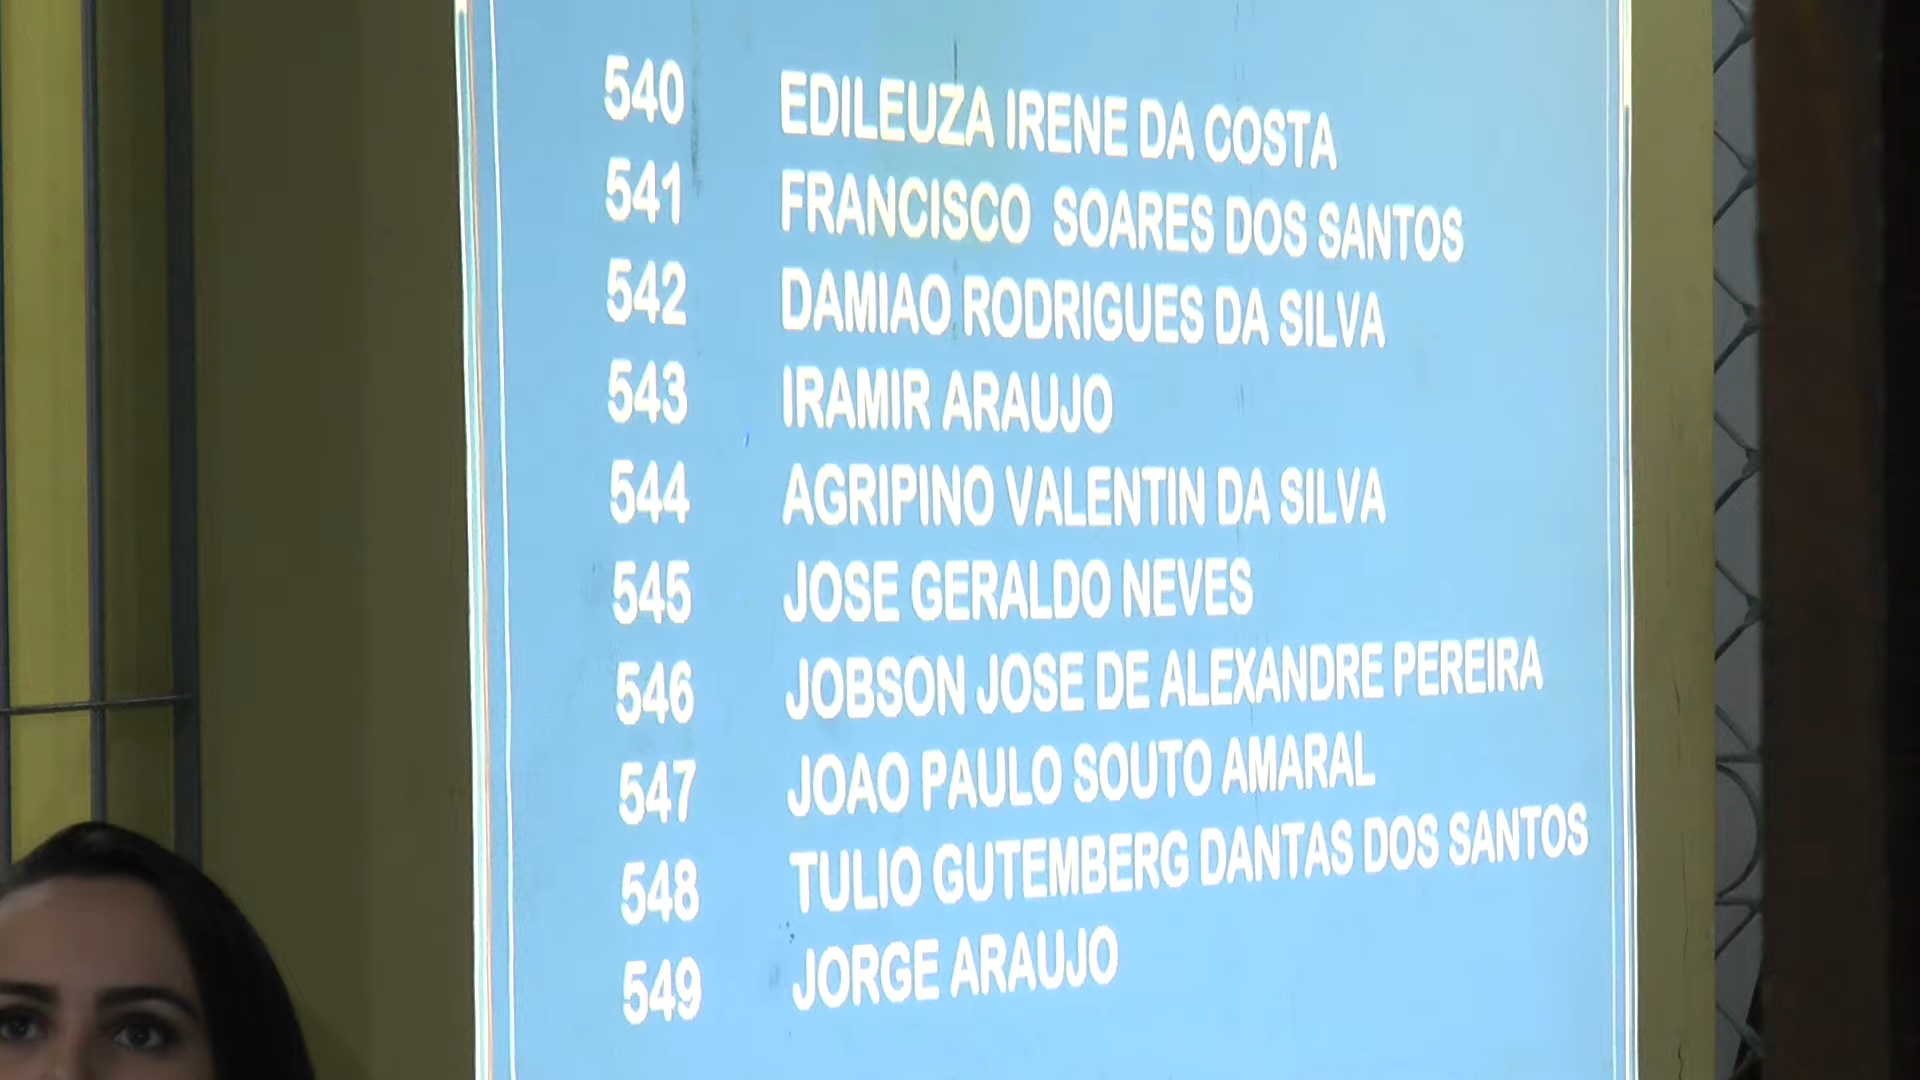 540 EDILEUZA IRENE DA COSTA
541 FRANCISCO SOARES DOS SANTOS
542 DAMIAO RODRIGUES DA SILVA
543 IRAMIR ARAUJO
544 AGRIPINO VALENTIN DA SILVA
545 JOSE GERALDO NEVES
546 JOBSON JOSE DE ALEXANDRE PEREIRA
547 JOAO PAULO SOUTO AMARAL
548 TULIO GUTEMBERG DANTAS DOS SANTOS
549 JORGE ARAUJO